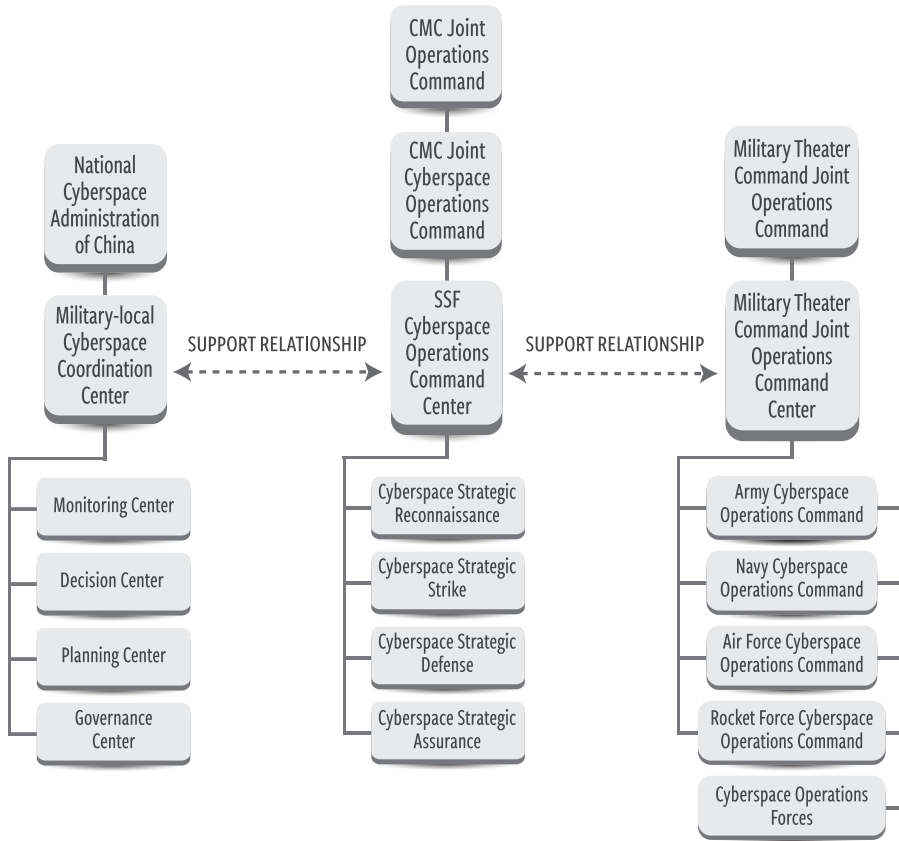 CMC Joint
Operations
Command
CMC Joint
Cyberspace
Operations
Command
National
Cyberspace
Administration
of China
Military Theater
Command Joint
Operations
Command
Military-local
Cyberspace
Coordination
Center
SUPPORT RELATIONSHIP
SSF
Cyberspace
Operations
Command
Center
SUPPORT RELATIONSHIP
Military Theater
Command Joint
Operations
Command
Center
Monitoring Center
Decision Center
Planning Center
Governance
Center
Cyberspace Strategic
Reconnaissance
Cyberspace Strategic
Strike
Cyberspace Strategic
Defense
Cyberspace Strategic
Assurance
Army Cyberspace
Operations Command
Navy Cyberspace
Operations Command
Air Force Cyberspace
Operations Command
Rocket Force Cyberspace
Operations Command
Cyberspace Operations
Forces